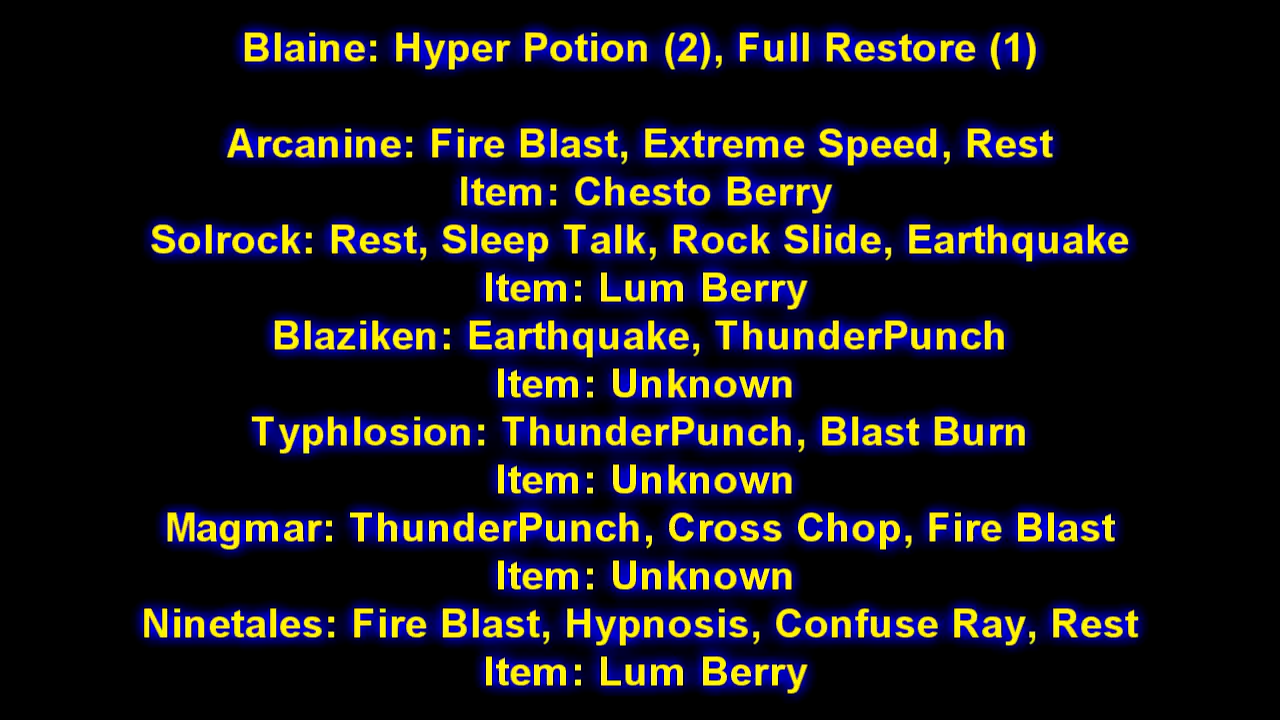 Blaine: Hyper Potion (2), Full Restore (1)
Arcanine: Fire Blast, Extreme Speed, Rest
Item: Chesto Berry
Solrock: Rest, Sleep Talk, Rock Slide, Earthquake
Item: Lum Berry
Blaziken: Earthquake, ThunderPunch
Item: Unknown
Typhlosion: ThunderPunch, Blast Burn
Item: Unknown
Magmar: ThunderPunch, Cross Chop, Fire Blast
Item: Unknown
Ninetales: Fire Blast, Hypnosis, Confuse Ray, Rest
Item: Lum Berry